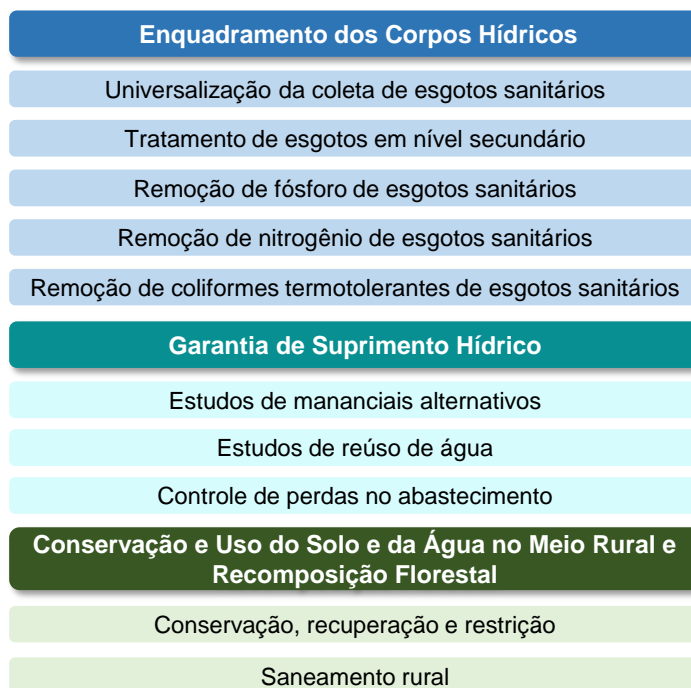 Enquadramento dos Corpos Hídricos
Universalização da coleta de esgotos sanitários
Tratamento de esgotos em nível secundário
Remoção de fósforo de esgotos sanitários
Remoção de nitrogênio de esgotos sanitários
Remoção de coliformes termotolerantes de esgotos sanitários
Garantia de Suprimento Hídrico
Estudos de mananciais alternativos
Estudos de reúso de água
Controle de perdas no abastecimento
Conservação e Uso do Solo e da Água no Meio Rural e
Recomposição Florestal
Conservação, recuperação e restrição
Saneamento rural